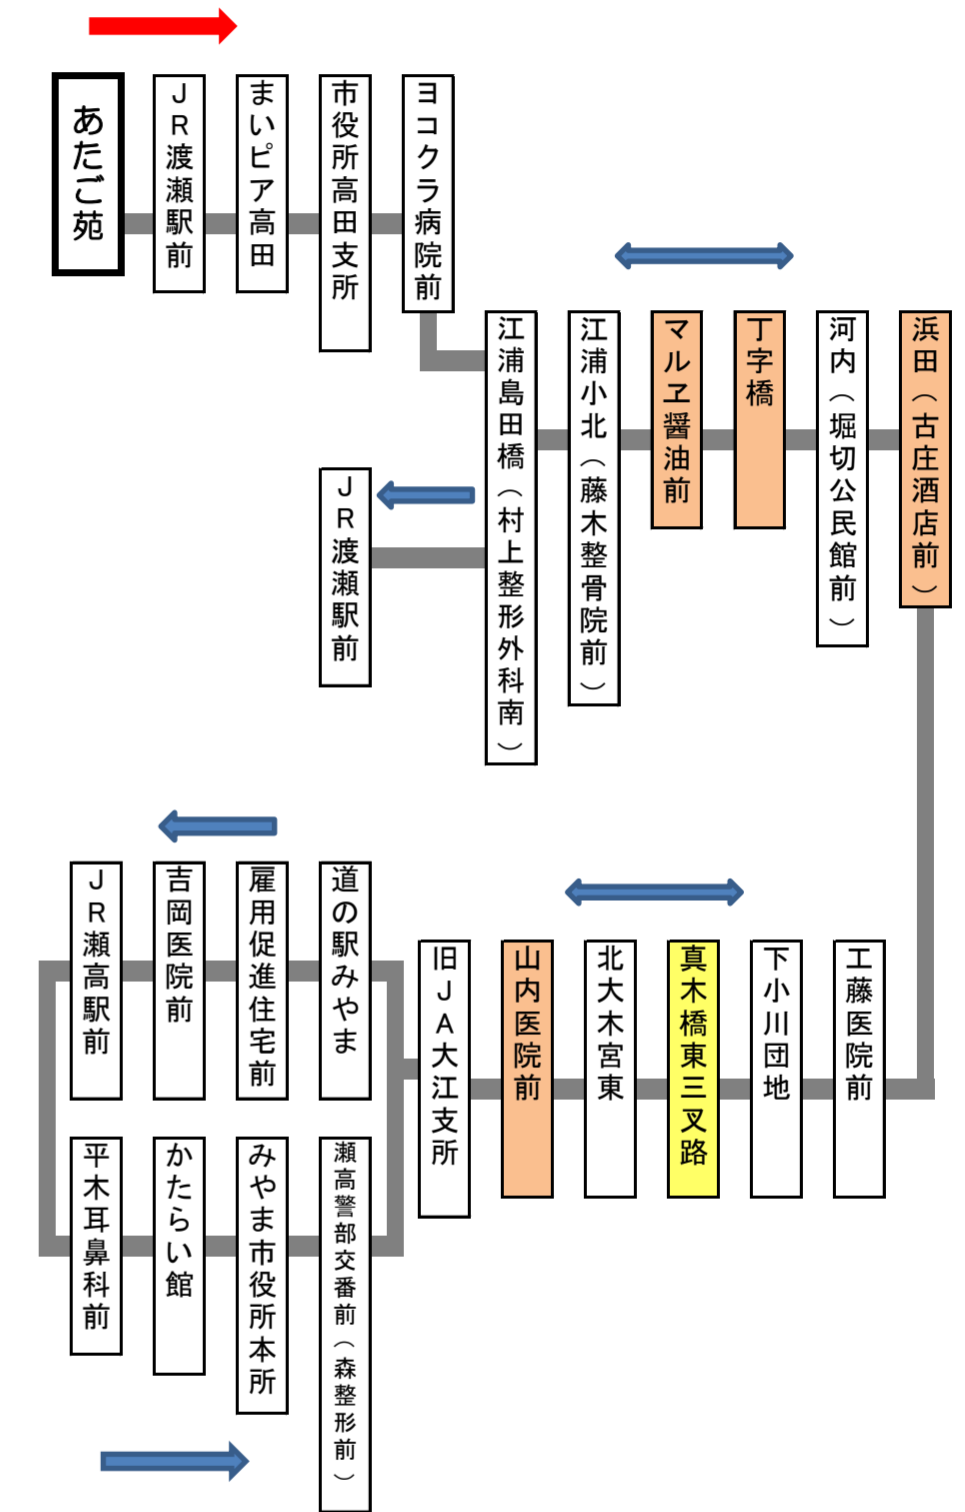 あたご苑
JR渡瀬駅前
まいピア高田
市役所高田支所
ヨコクラ病院前
江浦島田橋(村上整形外科南)
江浦小北(藤木整骨院前)
マルヱ醤油前
丁字橋
河内(堀切公民館前)
浜田(古庄酒店前)
JR渡瀬駅前
JR瀬高駅前
吉岡医院前
雇用促進住宅前
道の駅みやま
旧JA大江支所
山内医院前
北大木宮東
真木橋東三叉路
下小川団地
工藤医院前
平木耳鼻科前
かたらい館
みやま市役所本所
瀬高警部交番前(森整形前)